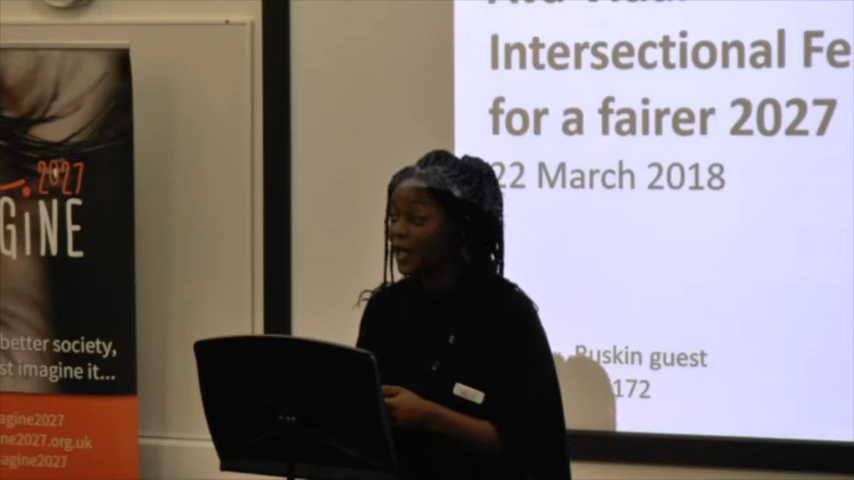 2027
GiNE
better society,
st imagine it...
agine2027
ne2027.org.uk
agine2027
Intersectional Fe
for a fairer 2027
22 March 2018
Ruskin guest
172